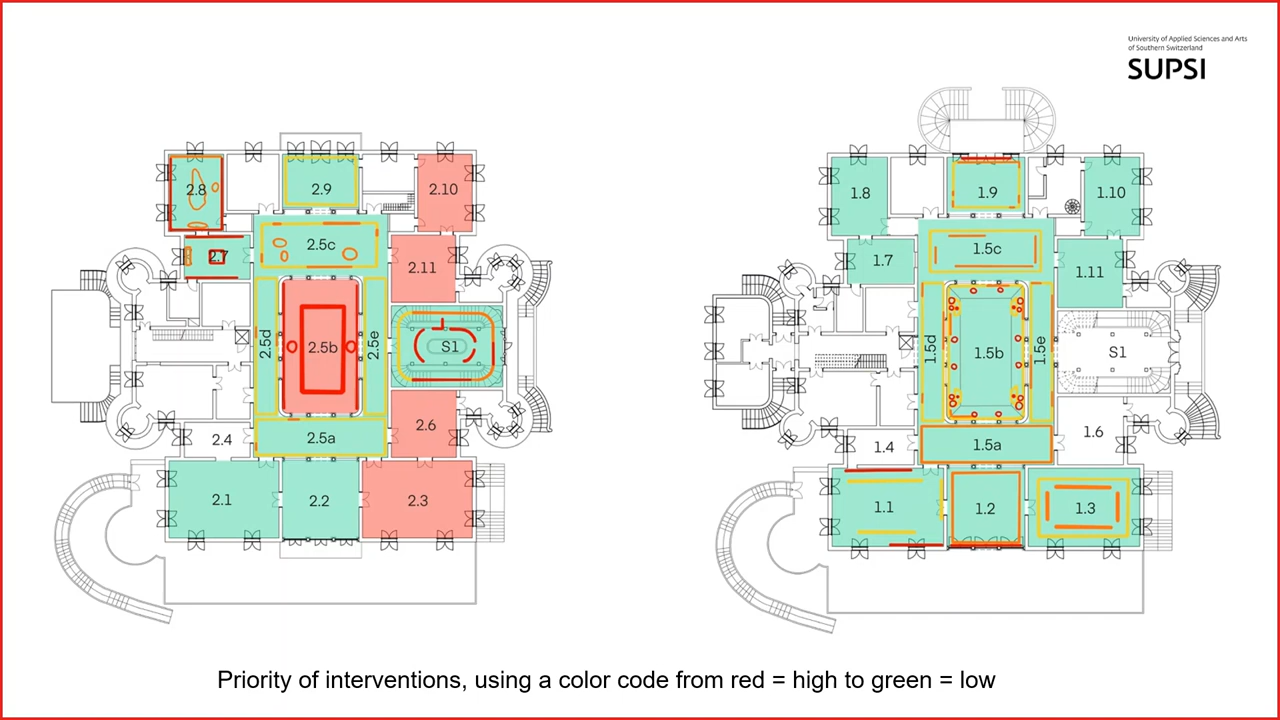 University of Applied Sciences and Arts
of Southern Switzerland
SUPSI
2.8
2.9
2.10
2.7
2.5c
2.11
2.5d
2.5b
2.5e
S1
2.4
2.5a
2.6
2.1
2.2
2.3
1.8
1.9
1.10
1.7
1.5c
1.11
1.5d
1.5b
1.5e
S1
1.4
1.5a
1.6
1.1
1.2
1.3
Priority of interventions, using a color code from red = high to green = low